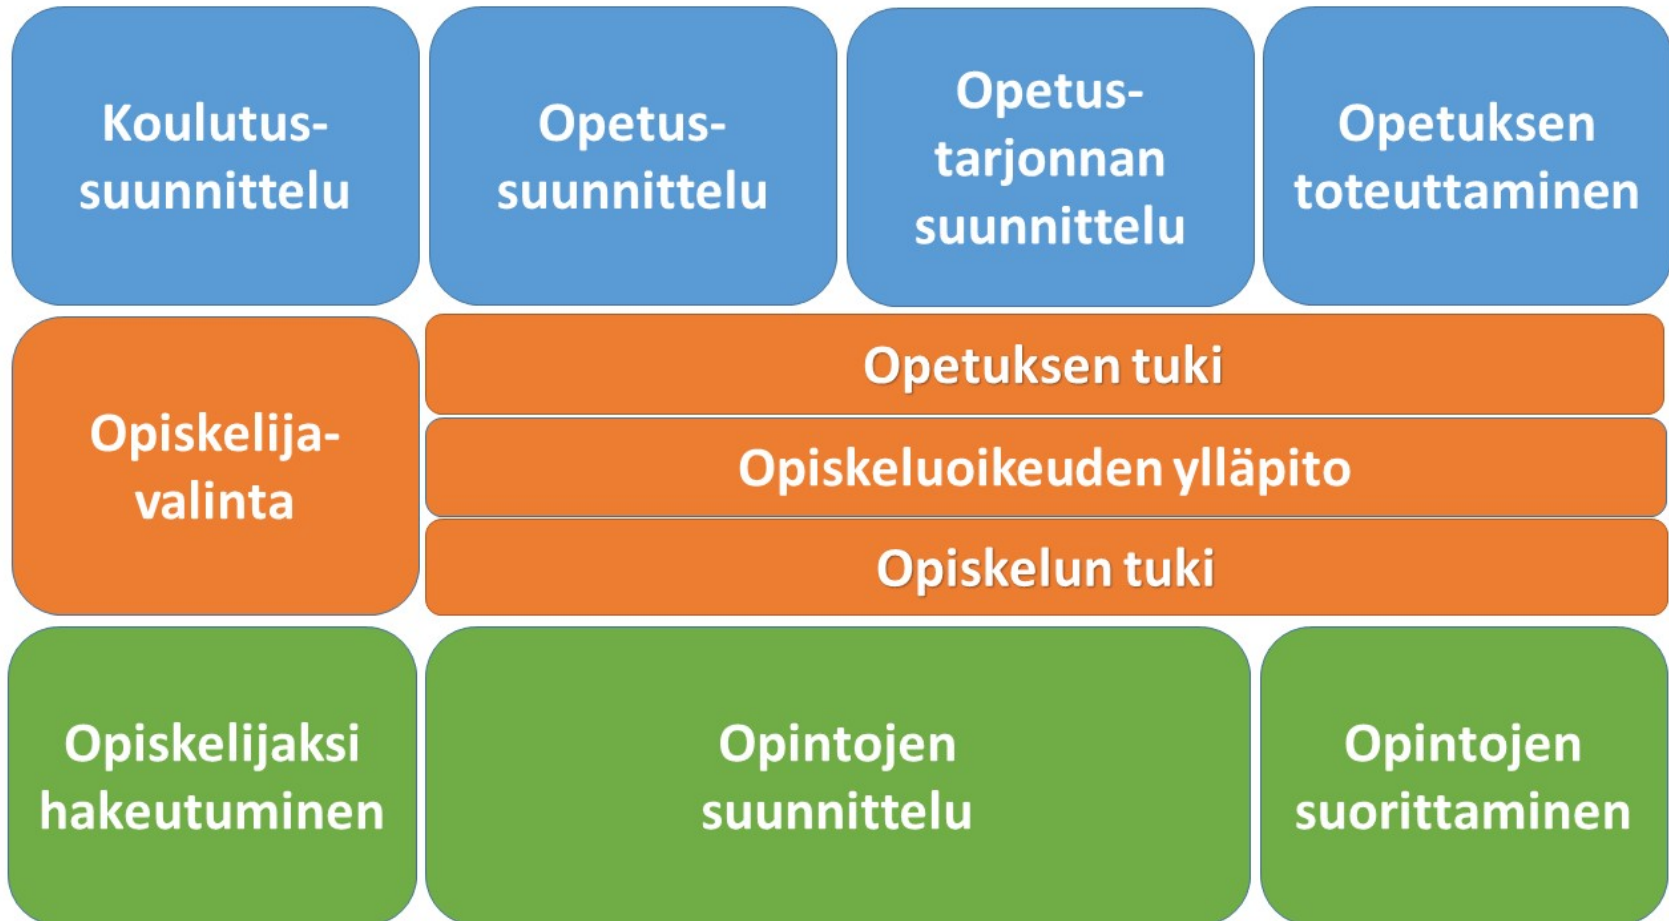 Koulutus-
suunnittelu
Opetus-
suunnittelu
Opetus-
tarjonnan
suunnittelu
Opetuksen
toteuttaminen
Opiskelija-
valinta
Opetuksen tuki
Opiskeluoikeuden ylläpito
Opiskelun tuki
Opiskelijaksi
hakeutuminen
Opintojen
suunnittelu
Opintojen
suorittaminen